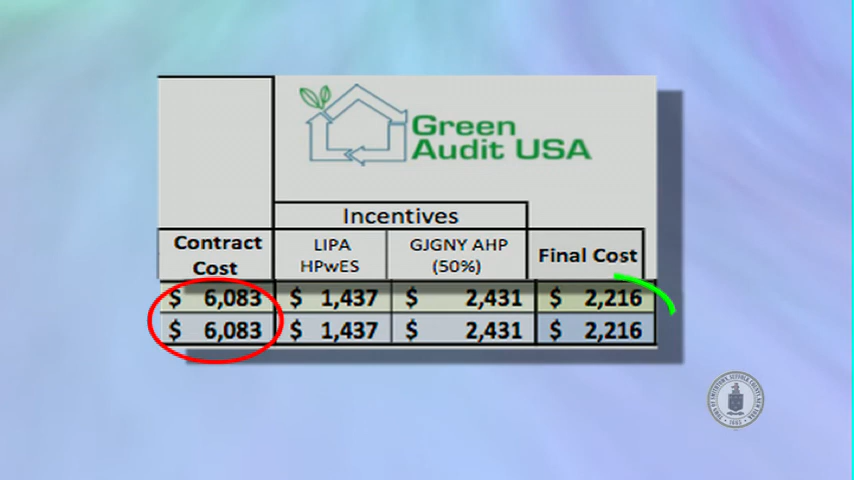 Green
Audit USA
Incentives
Contract
Cost
LIPA
HPwES
GJGNY AHP
(50%)
Final Cost
$ 6,083 $ 1,437 $ 2,431 $ 2,216
$ 6,083 $ 1,437 $ 2,431 $ 2,216